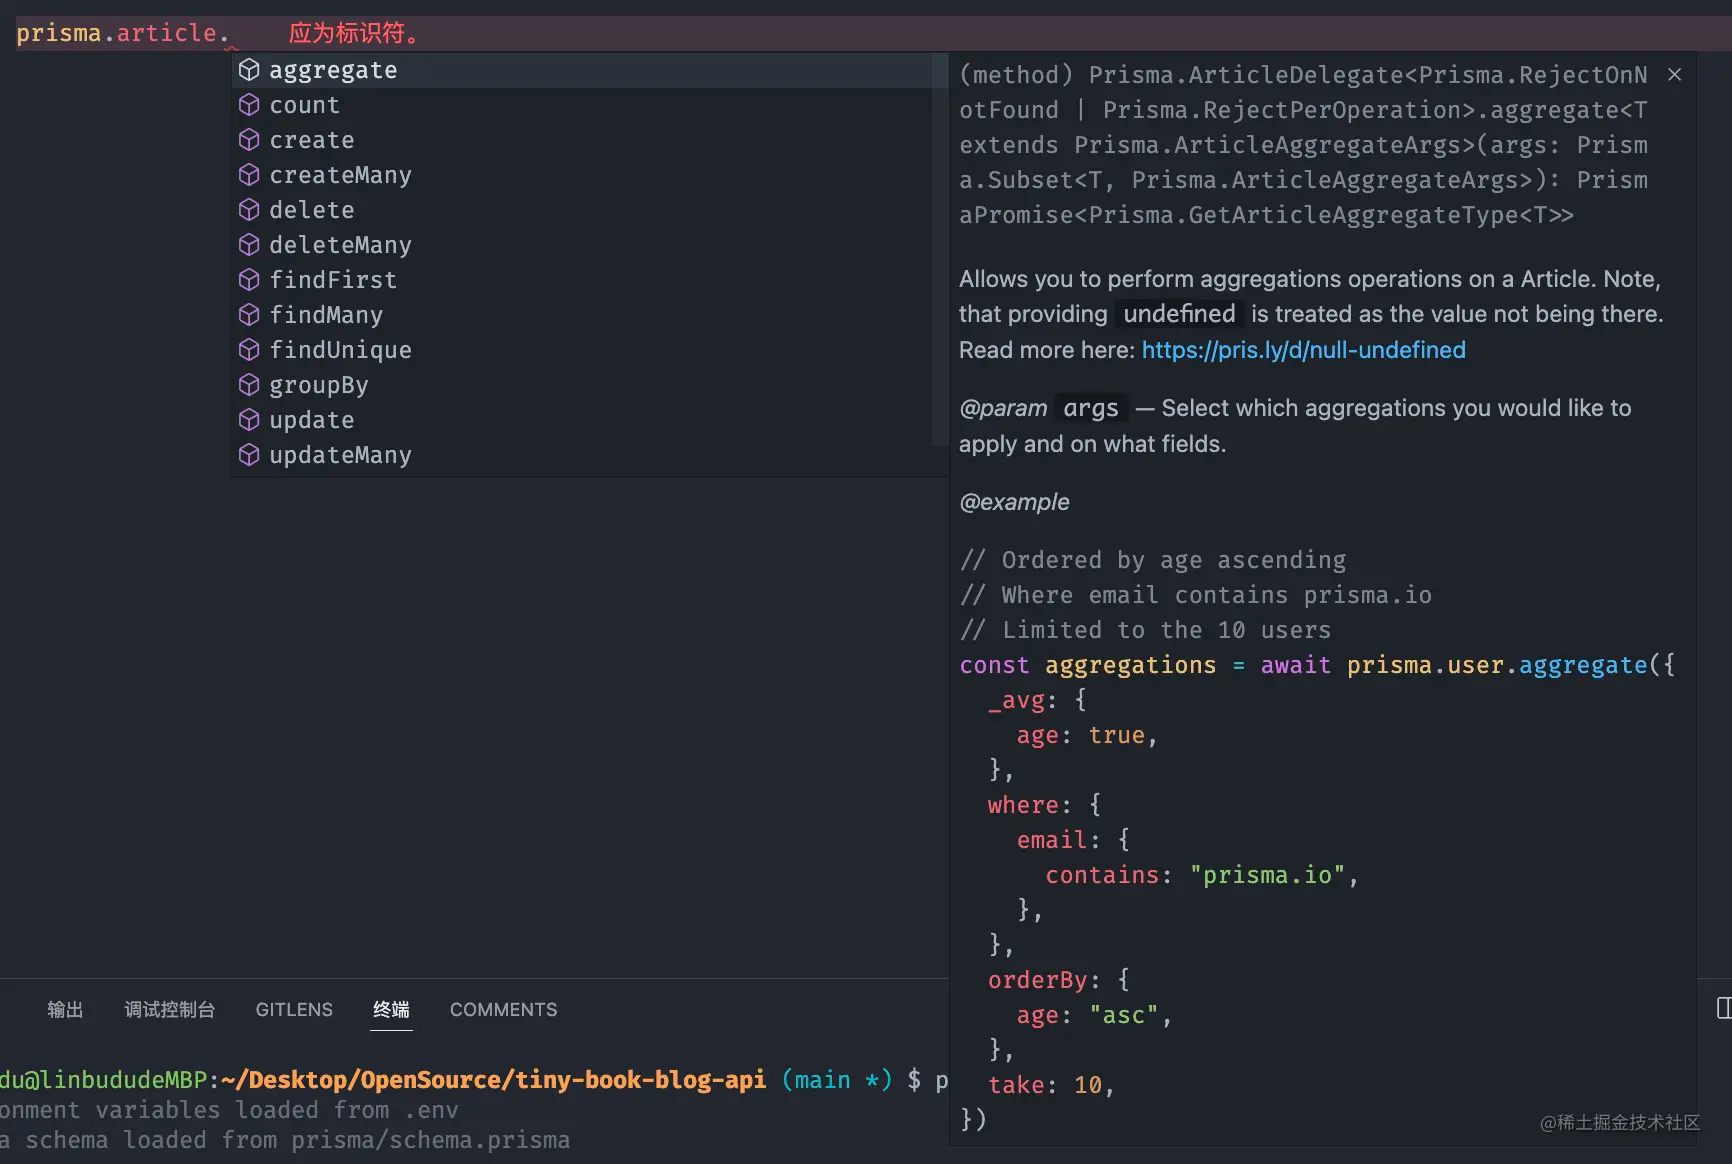 prisma.article.    应为标识符。
aggregate
count
create
createMany
delete
deleteMany
findFirst
findMany
findUnique
groupBy
update
updateMany
(method) Prisma.ArticleDelegate<Prisma.RejectOnN
otFound | Prisma.RejectPerOperation>.aggregate<T
extends Prisma.ArticleAggregateArgs>(args: Prism
a.Subset<T, Prisma.ArticleAggregateArgs>): Prism
aPromise<Prisma.GetArticleAggregateType<T>>
Allows you to perform aggregations operations on a Article. Note,
that providing undefined is treated as the value not being there.
Read more here: https://pris.ly/d/null-undefined
@param args — Select which aggregations you would like to
apply and on what fields.
@example
// Ordered by age ascending
// Where email contains prisma.io
// Limited to the 10 users
const aggregations = await prisma.user.aggregate({
  _avg: {
    age: true,
  },
  where: {
    email: {
      contains: "prisma.io",
    },
  },
  orderBy: {
    age: "asc",
  },
  take: 10,
})
输出 调试控制台 GITLENS 终端 COMMENTS
du@linbududeMBP:~/Desktop/OpenSource/tiny-book-blog-api (main *) $ p
onment variables loaded from .env
a schema loaded from prisma/schema.prisma
@稀土掘金技术社区